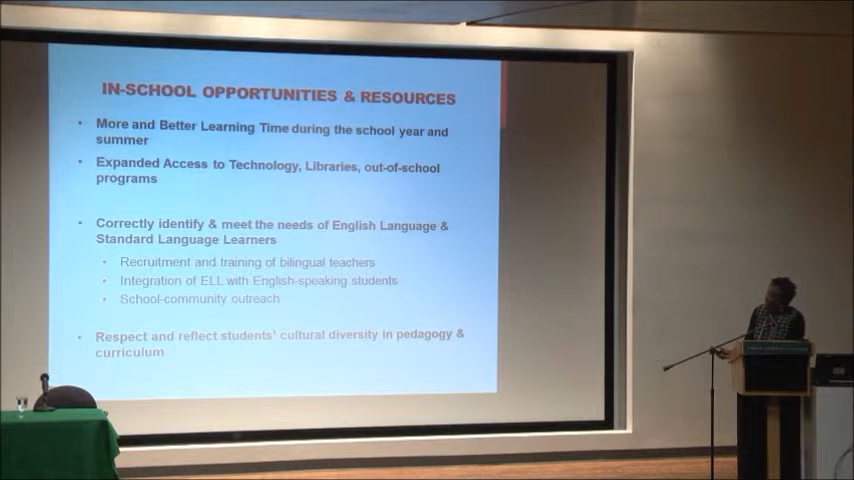 IN-SCHOOL OPPORTUNITIES & RESOURCES
• More and Better Learning Time during the school year and
summer
• Expanded Access to Technology, Libraries, out-of-school
programs
• Correctly identify & meet the needs of English Language &
Standard Language Learners
• Recruitment and training of bilingual teachers
• Integration of ELL with English-speaking students
• School-community outreach
• Respect and reflect students' cultural diversity in pedagogy &
curriculum